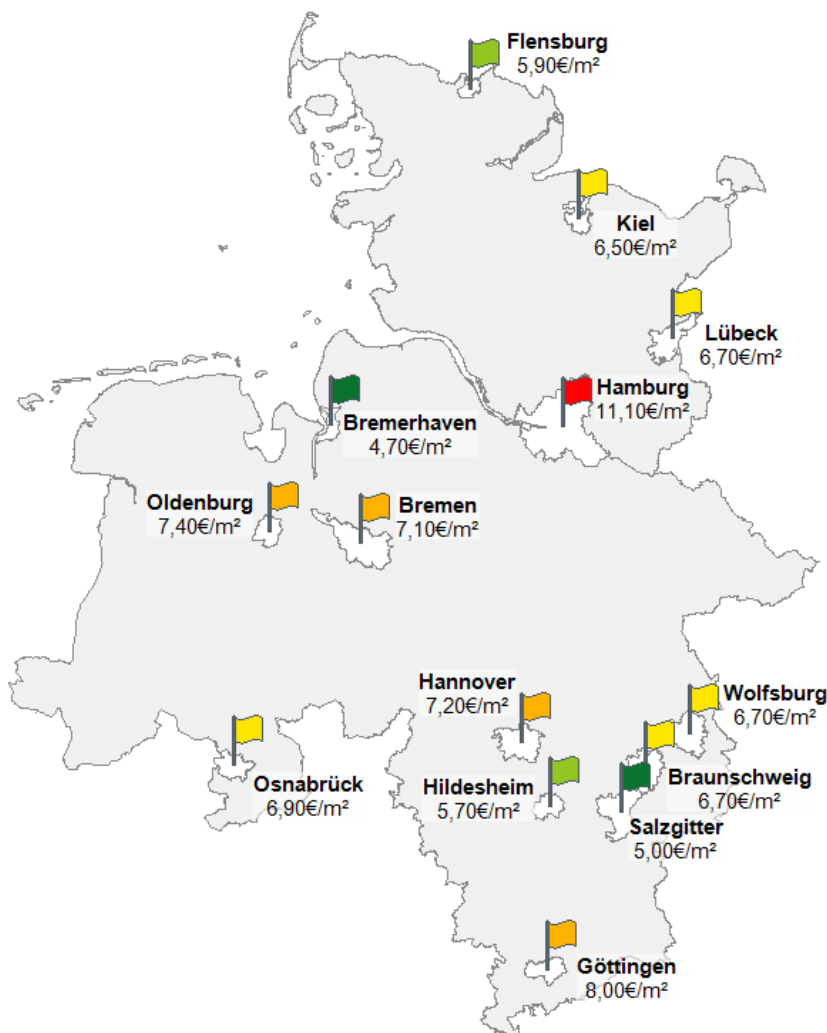 Flensburg
5,90€/m²
Kiel
6,50€/m²
Lübeck
6,70€/m²
Hamburg
11,10€/m²
Bremerhaven
4,70€/m²
Oldenburg
7,40€/m²
Bremen
7,10€/m²
Hannover
7,20€/m²
Wolfsburg
6,70€/m²
Osnabrück
6,90€/m²
Hildesheim
5,70€/m²
Braunschweig
6,70€/m²
Salzgitter
5,00€/m²
Göttingen
8,00€/m²